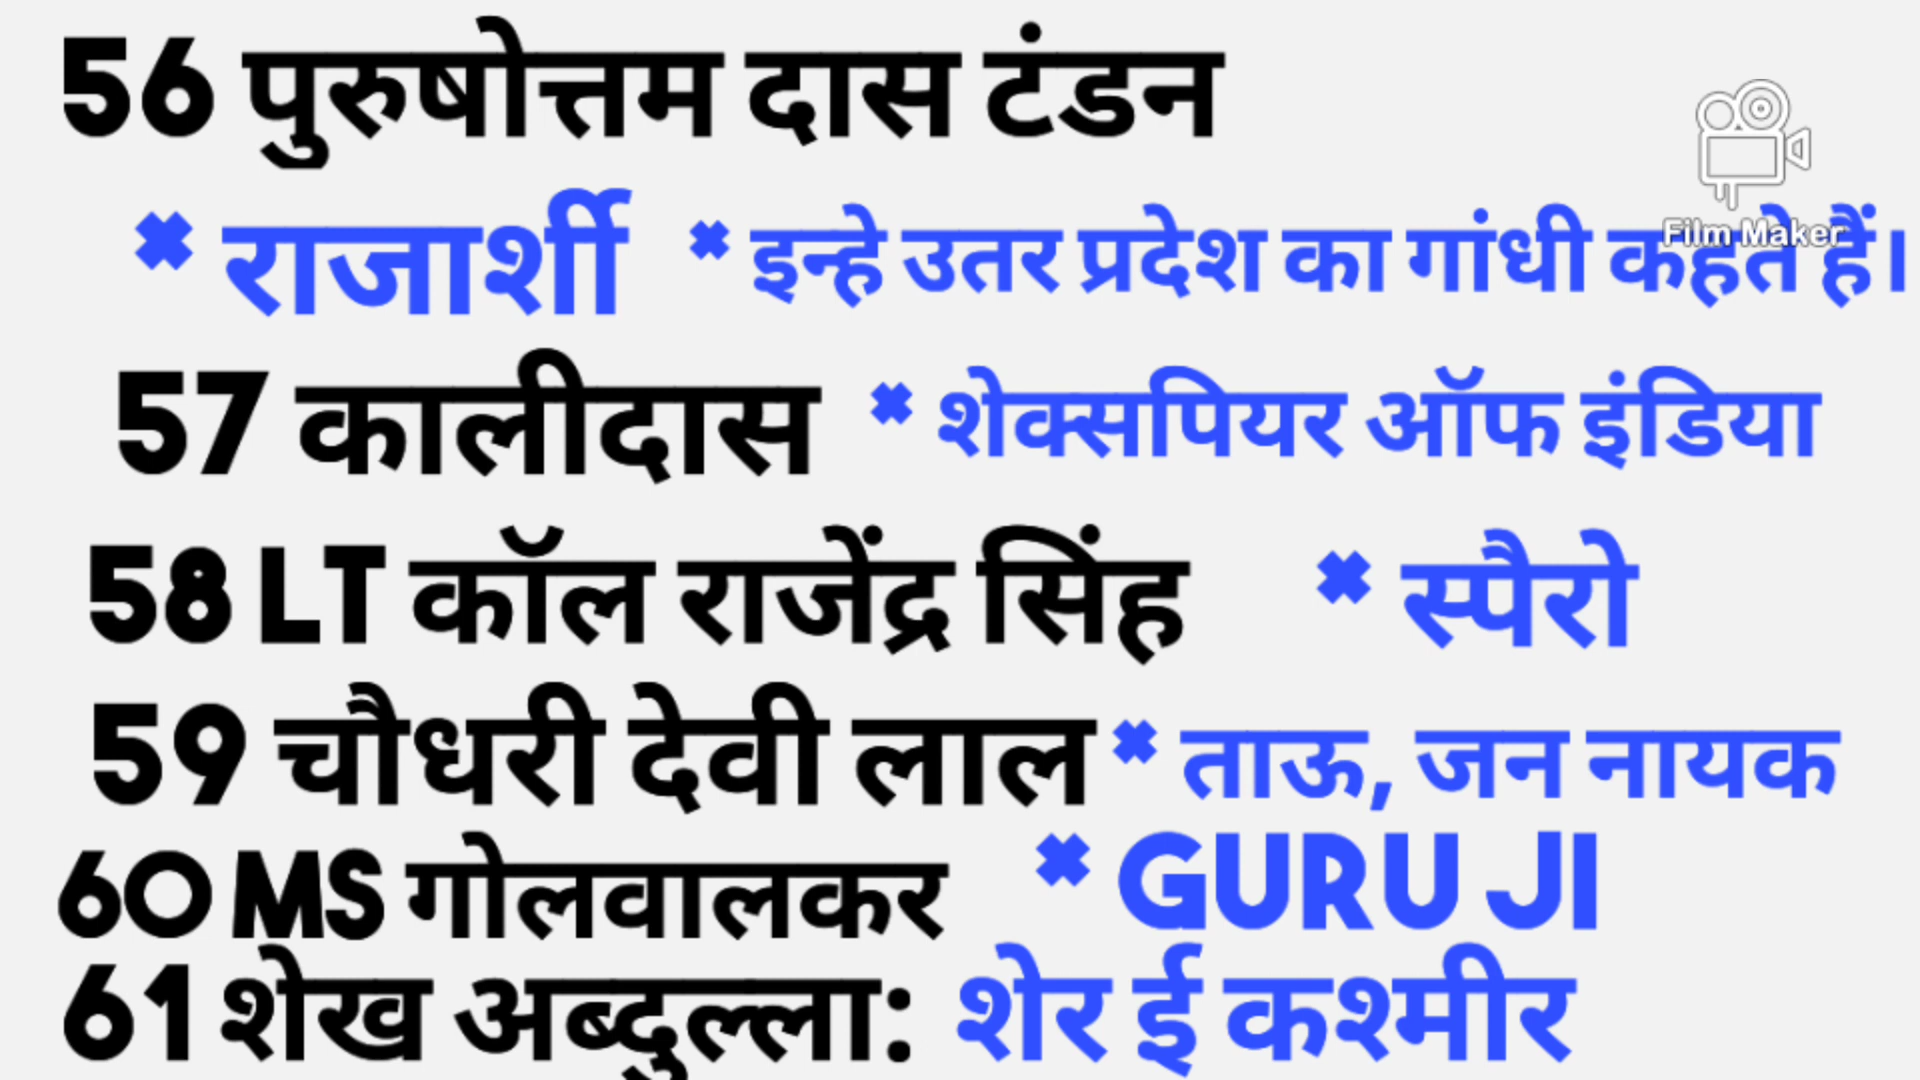 56 पुरुषोत्तम दास टंडन
* राजार्शी * इन्हे उतर प्रदेश का गांधी कहते हैं।
Film Maker
57 कालीदास * शेक्सपियर ऑफ इंडिया
58 LT कॉल राजेंद्र सिंह * स्पैरो
59 चौधरी देवी लाल * ताऊ, जन नायक
60 MS गोलवालकर * GURU JI
61 शेख अब्दुल्ला: शेर ई कश्मीर